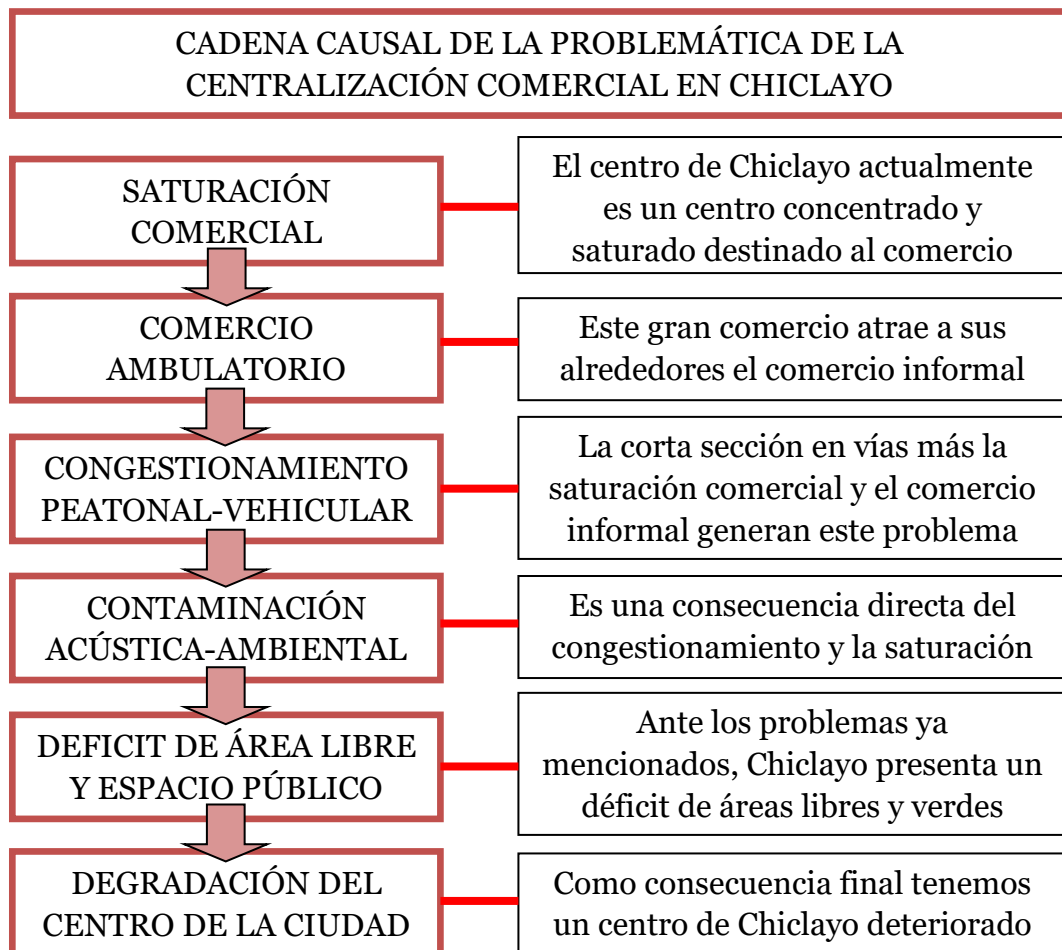 CADENA CAUSAL DE LA PROBLEMÁTICA DE LA
CENTRALIZACIÓN COMERCIAL EN CHICLAYO
SATURACIÓN
COMERCIAL
El centro de Chiclayo actualmente
es un centro concentrado y
saturado destinado al comercio
COMERCIO
AMBULATORIO
Este gran comercio atrae a sus
alrededores el comercio informal
CONGESTIONAMIENTO
PEATONAL-VEHICULAR
La corta sección en vías más la
saturación comercial y el comercio
informal generan este problema
CONTAMINACIÓN
ACÚSTICA-AMBIENTAL
Es una consecuencia directa del
congestionamiento y la saturación
DEFICIT DE ÁREA LIBRE
Y ESPACIO PÚBLICO
Ante los problemas ya
mencionados, Chiclayo presenta un
déficit de áreas libres y verdes
DEGRADACIÓN DEL
CENTRO DE LA CIUDAD
Como consecuencia final tenemos
un centro de Chiclayo deteriorado